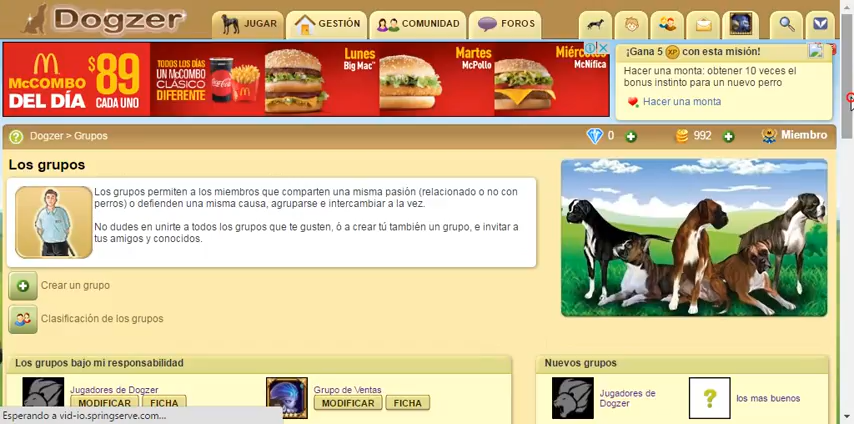 Dogzer
JUGAR
GESTIÓN
COMUNIDAD
FOROS
McCOMBO
DEL DÍA
$89
CADA UNO
TODOS LOS DÍAS
UN McCOMBO
CLÁSICO
DIFERENTE
Lunes
Big Mac
Martes
McPollo
Miérco
McNífica
¡Gana 5 XP con esta misión!
Hacer una monta: obtener 10 veces el
bonus instinto para un nuevo perro
Hacer una monta
Dogzer > Grupos
0
992
Miembro
Los grupos
Los grupos permiten a los miembros que comparten una misma pasión (relacionado o no con
perros) o defienden una misma causa, agruparse e intercambiar a la vez.
No dudes en unirte a todos los grupos que te gusten, ó a crear tú también un grupo, e invitar a
tus amigos y conocidos.
Crear un grupo
Clasificación de los grupos
Los grupos bajo mi responsabilidad
Jugadores de Dogzer
MODIFICAR FICHA
Grupo de Ventas
MODIFICAR FICHA
Nuevos grupos
Jugadores de
Dogzer
?
los mas buenos
Esperando a vid-io.springserve.com...